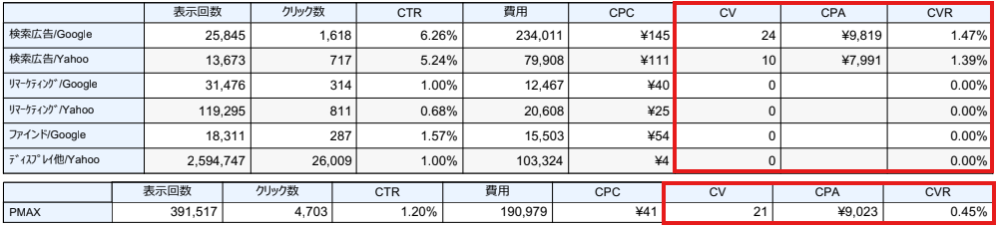 表示回数 クリック数 CTR 費用 CPC CV CPA CVR
検索広告/Google 25,845 1,618 6.26% 234,011 ¥145 24 ¥9,819 1.47%
検索広告/Yahoo 13,673 717 5.24% 79,908 ¥111 10 ¥7,991 1.39%
ﾘﾏｰｹﾃｨﾝｸﾞ/Google 31,476 314 1.00% 12,467 ¥40 0 0.00%
ﾘﾏｰｹﾃｨﾝｸﾞ/Yahoo 119,295 811 0.68% 20,608 ¥25 0 0.00%
ファインド/Google 18,311 287 1.57% 15,503 ¥54 0 0.00%
ﾃﾞｨｽﾌﾟﾚｲ他/Yahoo 2,594,747 26,009 1.00% 103,324 ¥4 0 0.00%
表示回数 クリック数 CTR 費用 CPC CV CPA CVR
PMAX 391,517 4,703 1.20% 190,979 ¥41 21 ¥9,023 0.45%